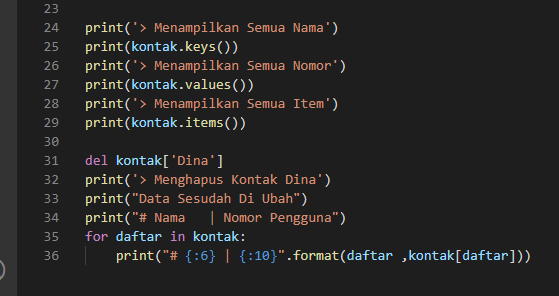 23
24 print('> Menampilkan Semua Nama')
25 print(kontak.keys())
26 print('> Menampilkan Semua Nomor')
27 print(kontak.values())
28 print('> Menampilkan Semua Item')
29 print(kontak.items())
30
31 del kontak['Dina']
32 print('> Menghapus Kontak Dina')
33 print("Data Sesudah Di Ubah")
34 print("# Nama   | Nomor Pengguna")
35 for daftar in kontak:
36     print("# {:6} | {:10}".format(daftar ,kontak[daftar]))